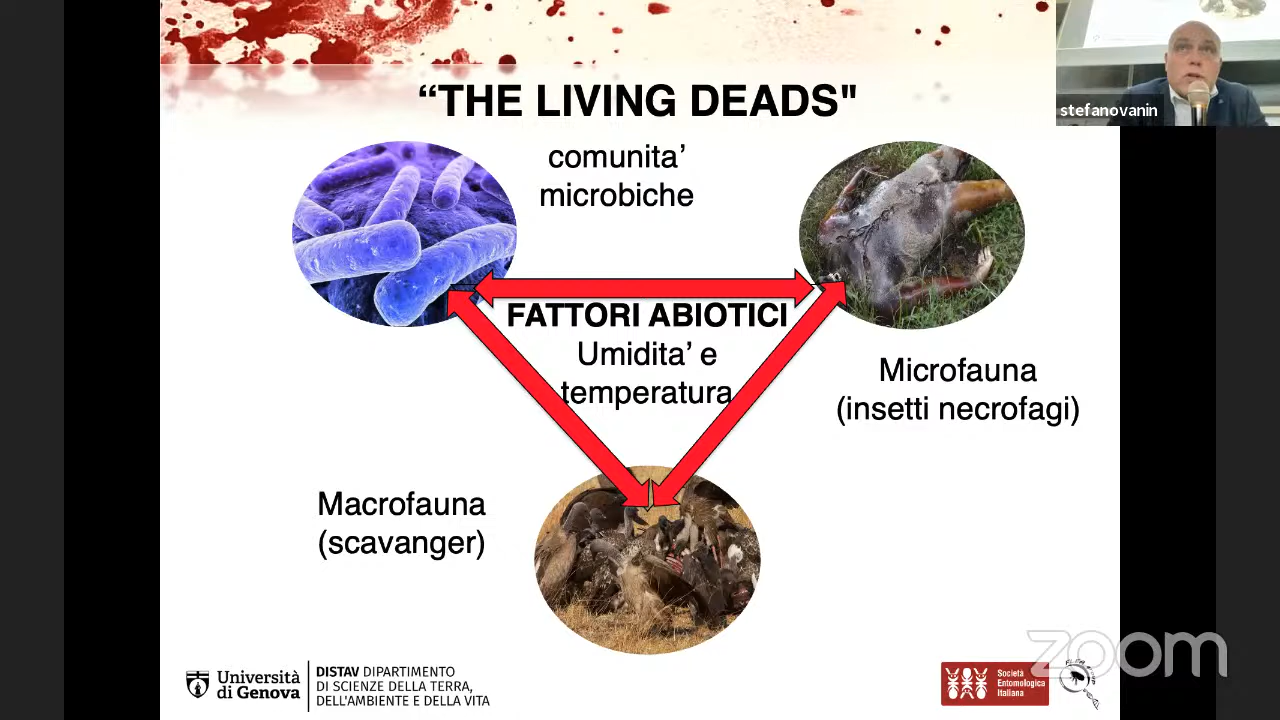 “THE LIVING DEADS"
stefanovanin
comunita’
microbiche
FATTORI ABIOTICI
Umidita’ e
temperatura
Microfauna
(insetti necrofagi)
Macrofauna
(scavanger)
Università
di Genova
DISTAV DIPARTIMENTO
DI SCIENZE DELLA TERRA,
DELL'AMBIENTE E DELLA VITA
Società
Entomologica
Italiana
zoom